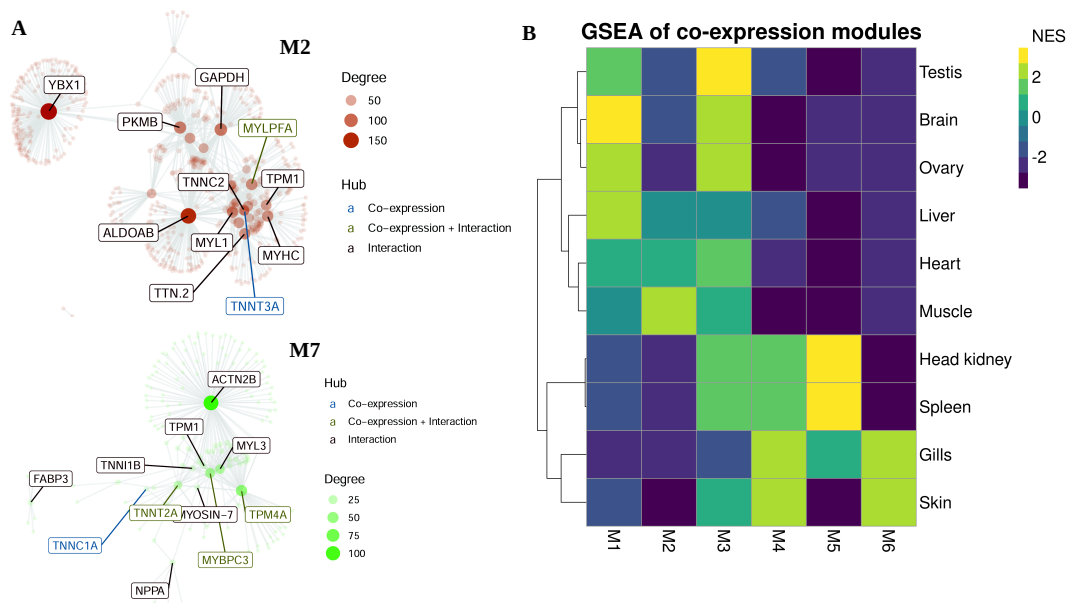 A
M2
YBX1
GAPDH
PKMB
MYLPFA
TNNC2
TPM1
ALDOAB
MYL1
MYHC
TTN.2
TNNT3A
Degree
50
100
150
Hub
a Co−expression
a Co−expression + Interaction
a Interaction
M7
ACTN2B
TPM1
MYL3
TNNI1B
FABP3
TNNT2A
MYOSIN−7
TPM4A
TNNC1A
MYBPC3
NPPA
Hub
a Co−expression
a Co−expression + Interaction
a Interaction
Degree
25
50
75
100
B
GSEA of co-expression modules
NES
2
0
-2
Testis
Brain
Ovary
Liver
Heart
Muscle
Head kidney
Spleen
Gills
Skin
M1
M2
M3
M4
M5
M6